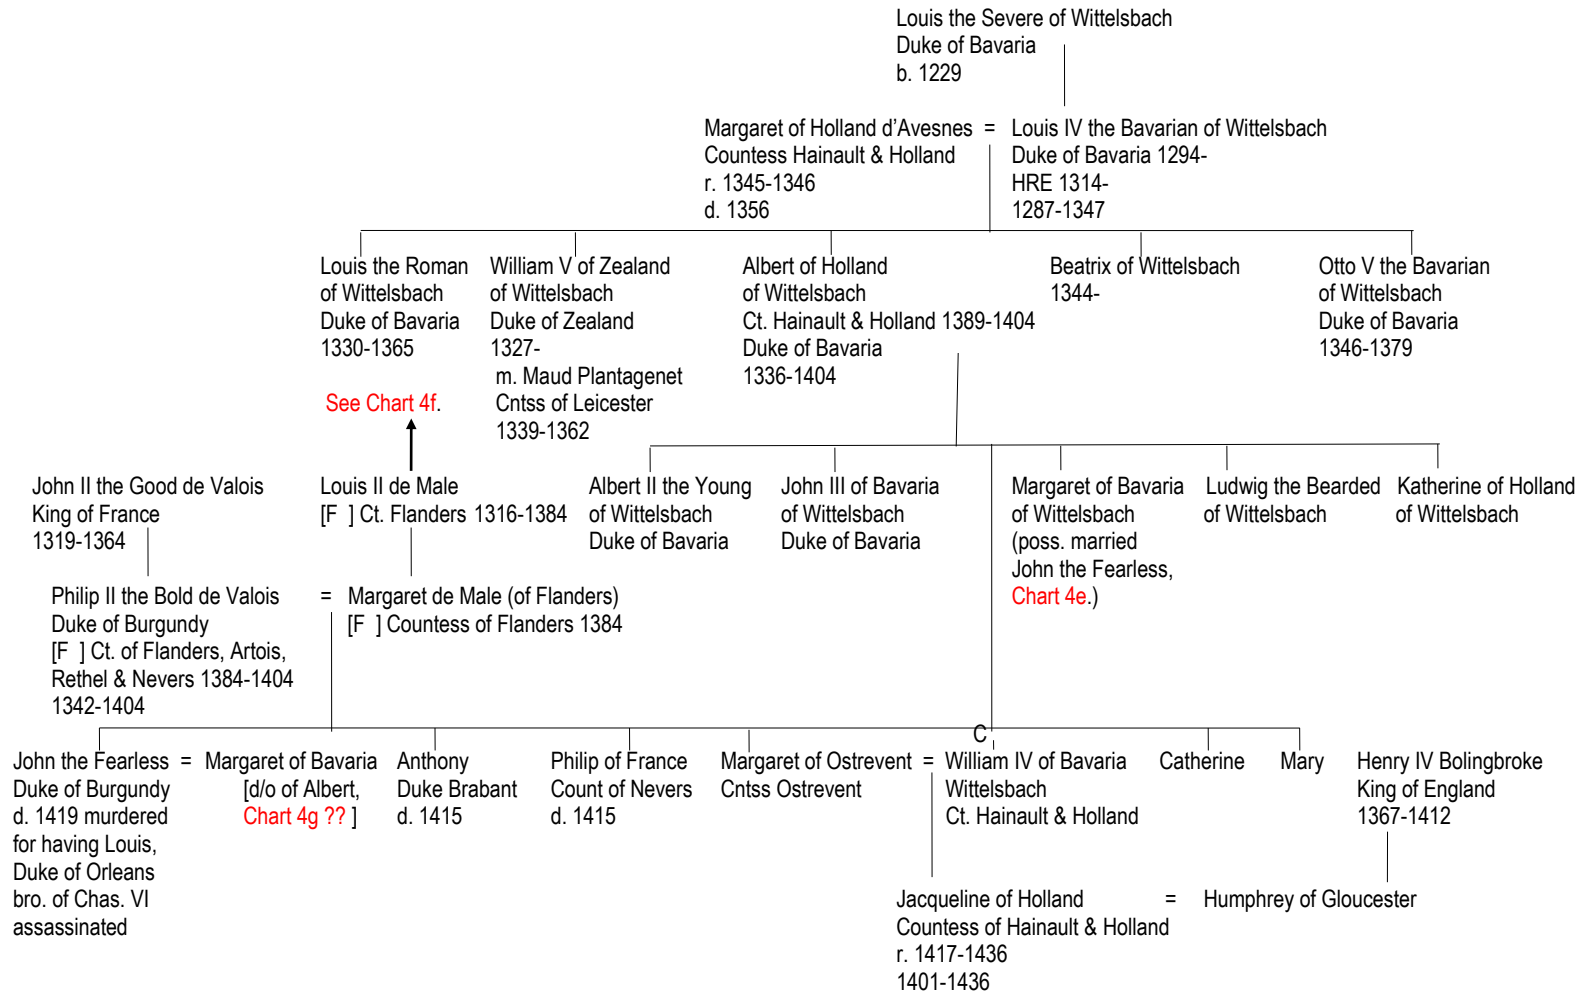 Louis the Severe of Wittelsbach
Duke of Bavaria
b. 1229
Margaret of Holland d’Avesnes =
Countess Hainault & Holland
r. 1345-1346
d. 1356
Louis IV the Bavarian of Wittelsbach
Duke of Bavaria 1294-
HRE 1314-
1287-1347
Louis the Roman
of Wittelsbach
Duke of Bavaria
1330-1365
See Chart 4f.
William V of Zealand
of Wittelsbach
Duke of Zealand
1327-
m. Maud Plantagenet
Cntss of Leicester
1339-1362
Albert of Holland
of Wittelsbach
Ct. Hainault & Holland 1389-1404
Duke of Bavaria
1336-1404
Beatrix of Wittelsbach
1344-
Otto V the Bavarian
of Wittelsbach
Duke of Bavaria
1346-1379
John II the Good de Valois
King of France
1319-1364
Louis II de Male
[F ] Ct. Flanders 1316-1384
Albert II the Young
of Wittelsbach
Duke of Bavaria
John III of Bavaria
of Wittelsbach
Duke of Bavaria
Margaret of Bavaria
of Wittelsbach
(poss. married
John the Fearless,
Chart 4e.)
Ludwig the Bearded
of Wittelsbach
Katherine of Holland
of Wittelsbach
Philip II the Bold de Valois
Duke of Burgundy
[F ] Ct. of Flanders, Artois,
Rethel & Nevers 1384-1404
1342-1404
= Margaret de Male (of Flanders)
[F ] Countess of Flanders 1384
C
John the Fearless =
Duke of Burgundy
d. 1419 murdered
for having Louis,
Duke of Orleans
bro. of Chas. VI
assassinated
Margaret of Bavaria
[d/o of Albert,
Chart 4g ?? ]
Anthony
Duke Brabant
d. 1415
Philip of France
Count of Nevers
d. 1415
Margaret of Ostrevent =
Cntss Ostrevent
William IV of Bavaria
Wittelsbach
Ct. Hainault & Holland
Catherine
Mary
Henry IV Bolingbroke
King of England
1367-1412
Jacqueline of Holland =
Countess of Hainault & Holland
r. 1417-1436
1401-1436
Humphrey of Gloucester